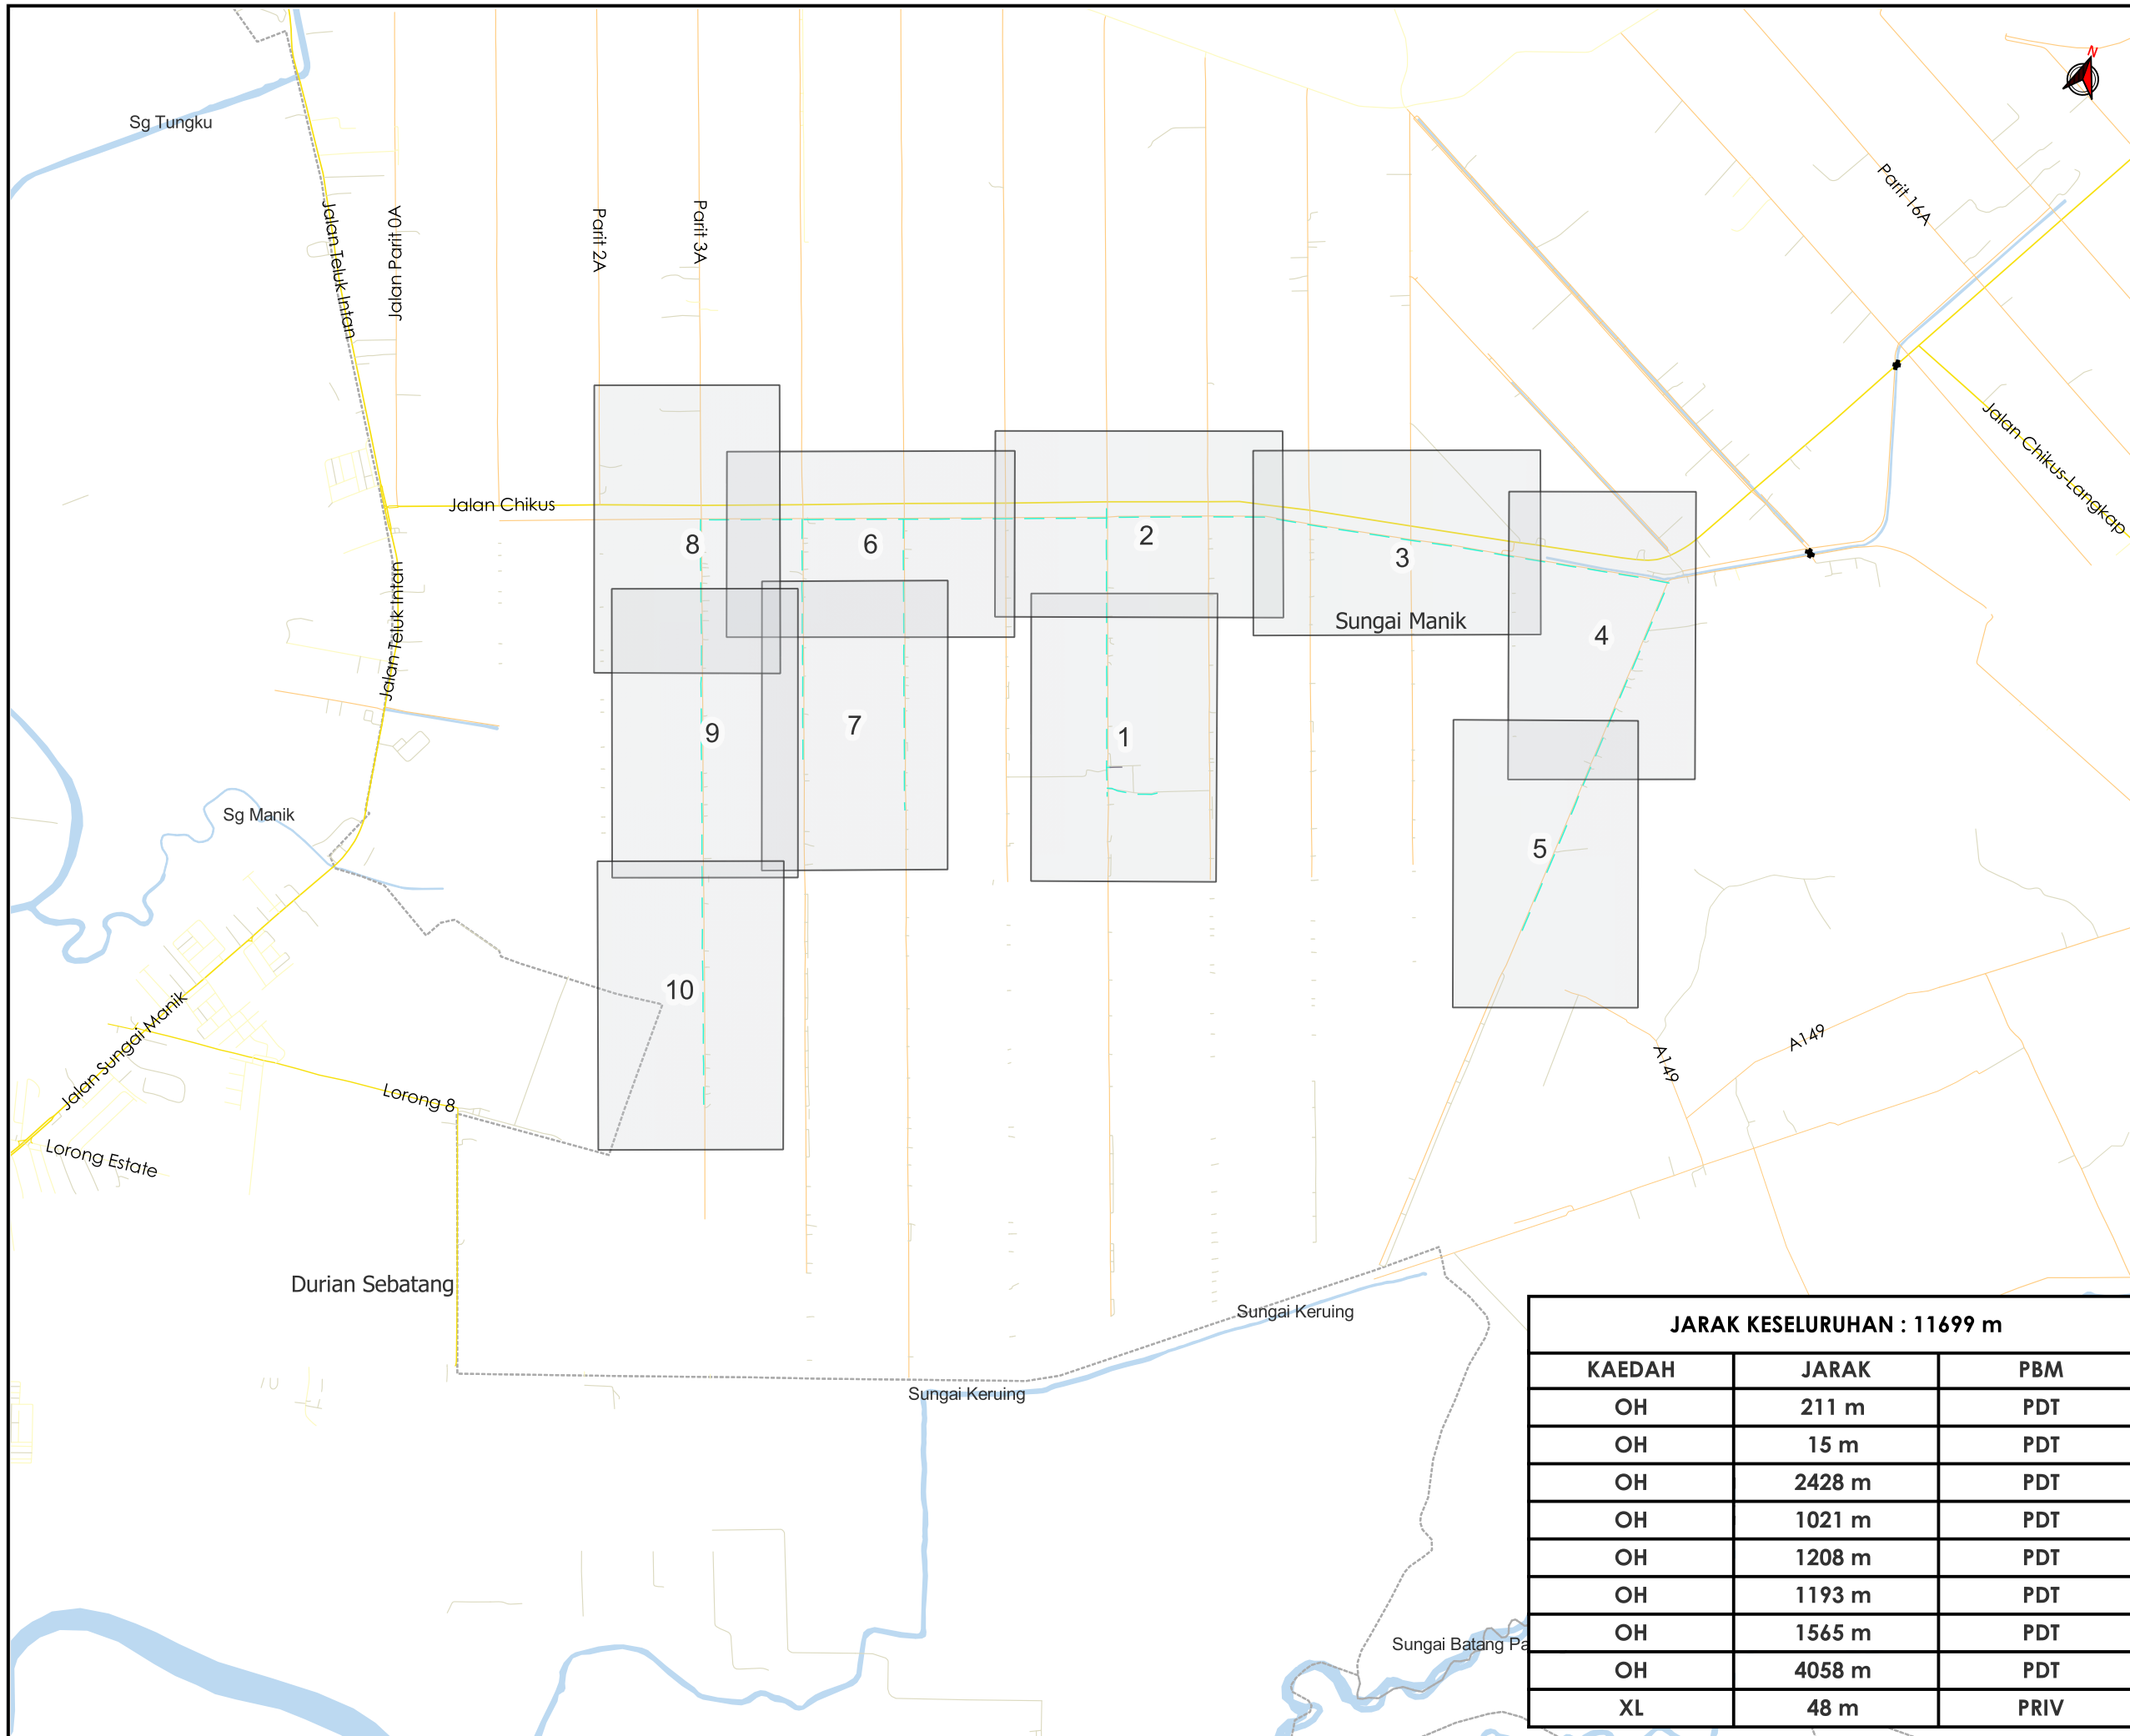 N
Sg Tungku
Parit 16A
Jalan Teluk Intan
Jalan Parit 0A
Parit 2A
Parit 3A
Jalan Chikus-Langkap
Jalan Chikus
8
6
2
3
Sungai Manik
4
Jalan Teluk Intan
9
7
1
Sg Manik
5
10
Jalan Sungai Manik
A149
A149
Lorong 8
Lorong Estate
Durian Sebatang
Sungai Keruing
Sungai Keruing
Sungai Batang Pa
JARAK KESELURUHAN : 11699 m
KAEDAH JARAK PBM
OH 211 m PDT
OH 15 m PDT
OH 2428 m PDT
OH 1021 m PDT
OH 1208 m PDT
OH 1193 m PDT
OH 1565 m PDT
OH 4058 m PDT
XL 48 m PRIV